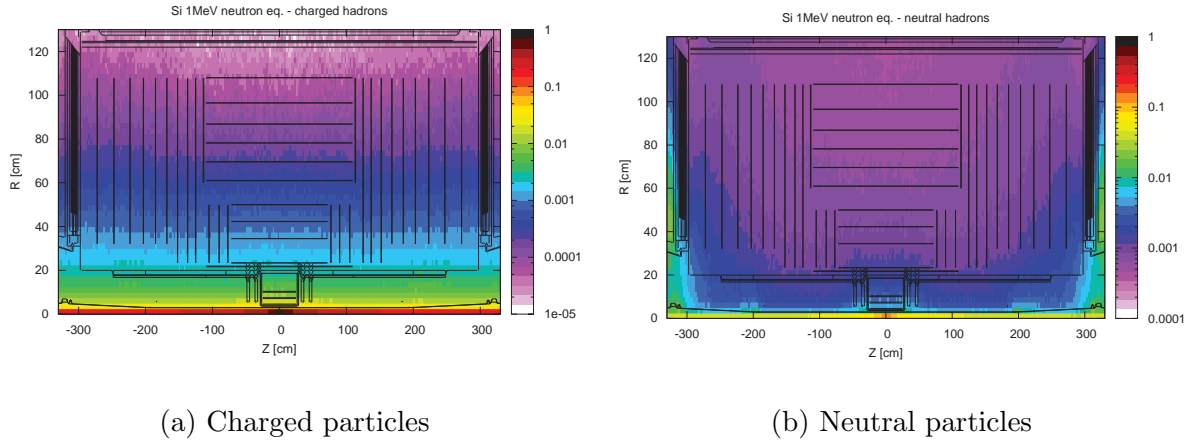 Si 1MeV neutron eq. - charged hadrons
R [cm]
120
100
80
60
40
20
0
-300 -200 -100 0 100 200 300
Z [cm]
1
0.1
0.01
0.001
0.0001
1e-05
(a) Charged particles
Si 1MeV neutron eq. - neutral hadrons
R [cm]
120
100
80
60
40
20
0
-300 -200 -100 0 100 200 300
Z [cm]
1
0.1
0.01
0.001
0.0001
(b) Neutral particles